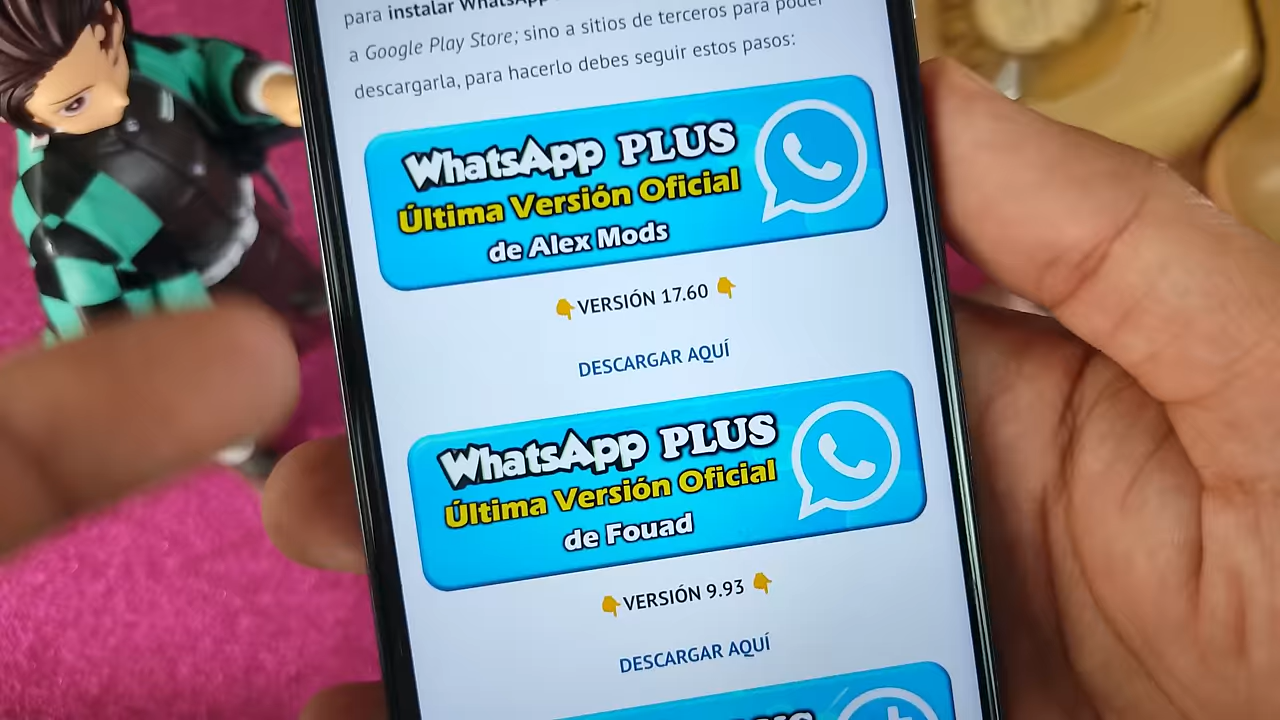 para instalar WhatsApp
a Google Play Store; sino a sitios de terceros para poder
descargarla, para hacerlo debes seguir estos pasos:
WhatsApp PLUS
Última Versión Oficial
de Alex Mods
👇VERSIÓN 17.60 👇
DESCARGAR AQUÍ
WhatsApp PLUS
Última Versión Oficial
de Fouad
👇VERSIÓN 9.93 👇
DESCARGAR AQUÍ